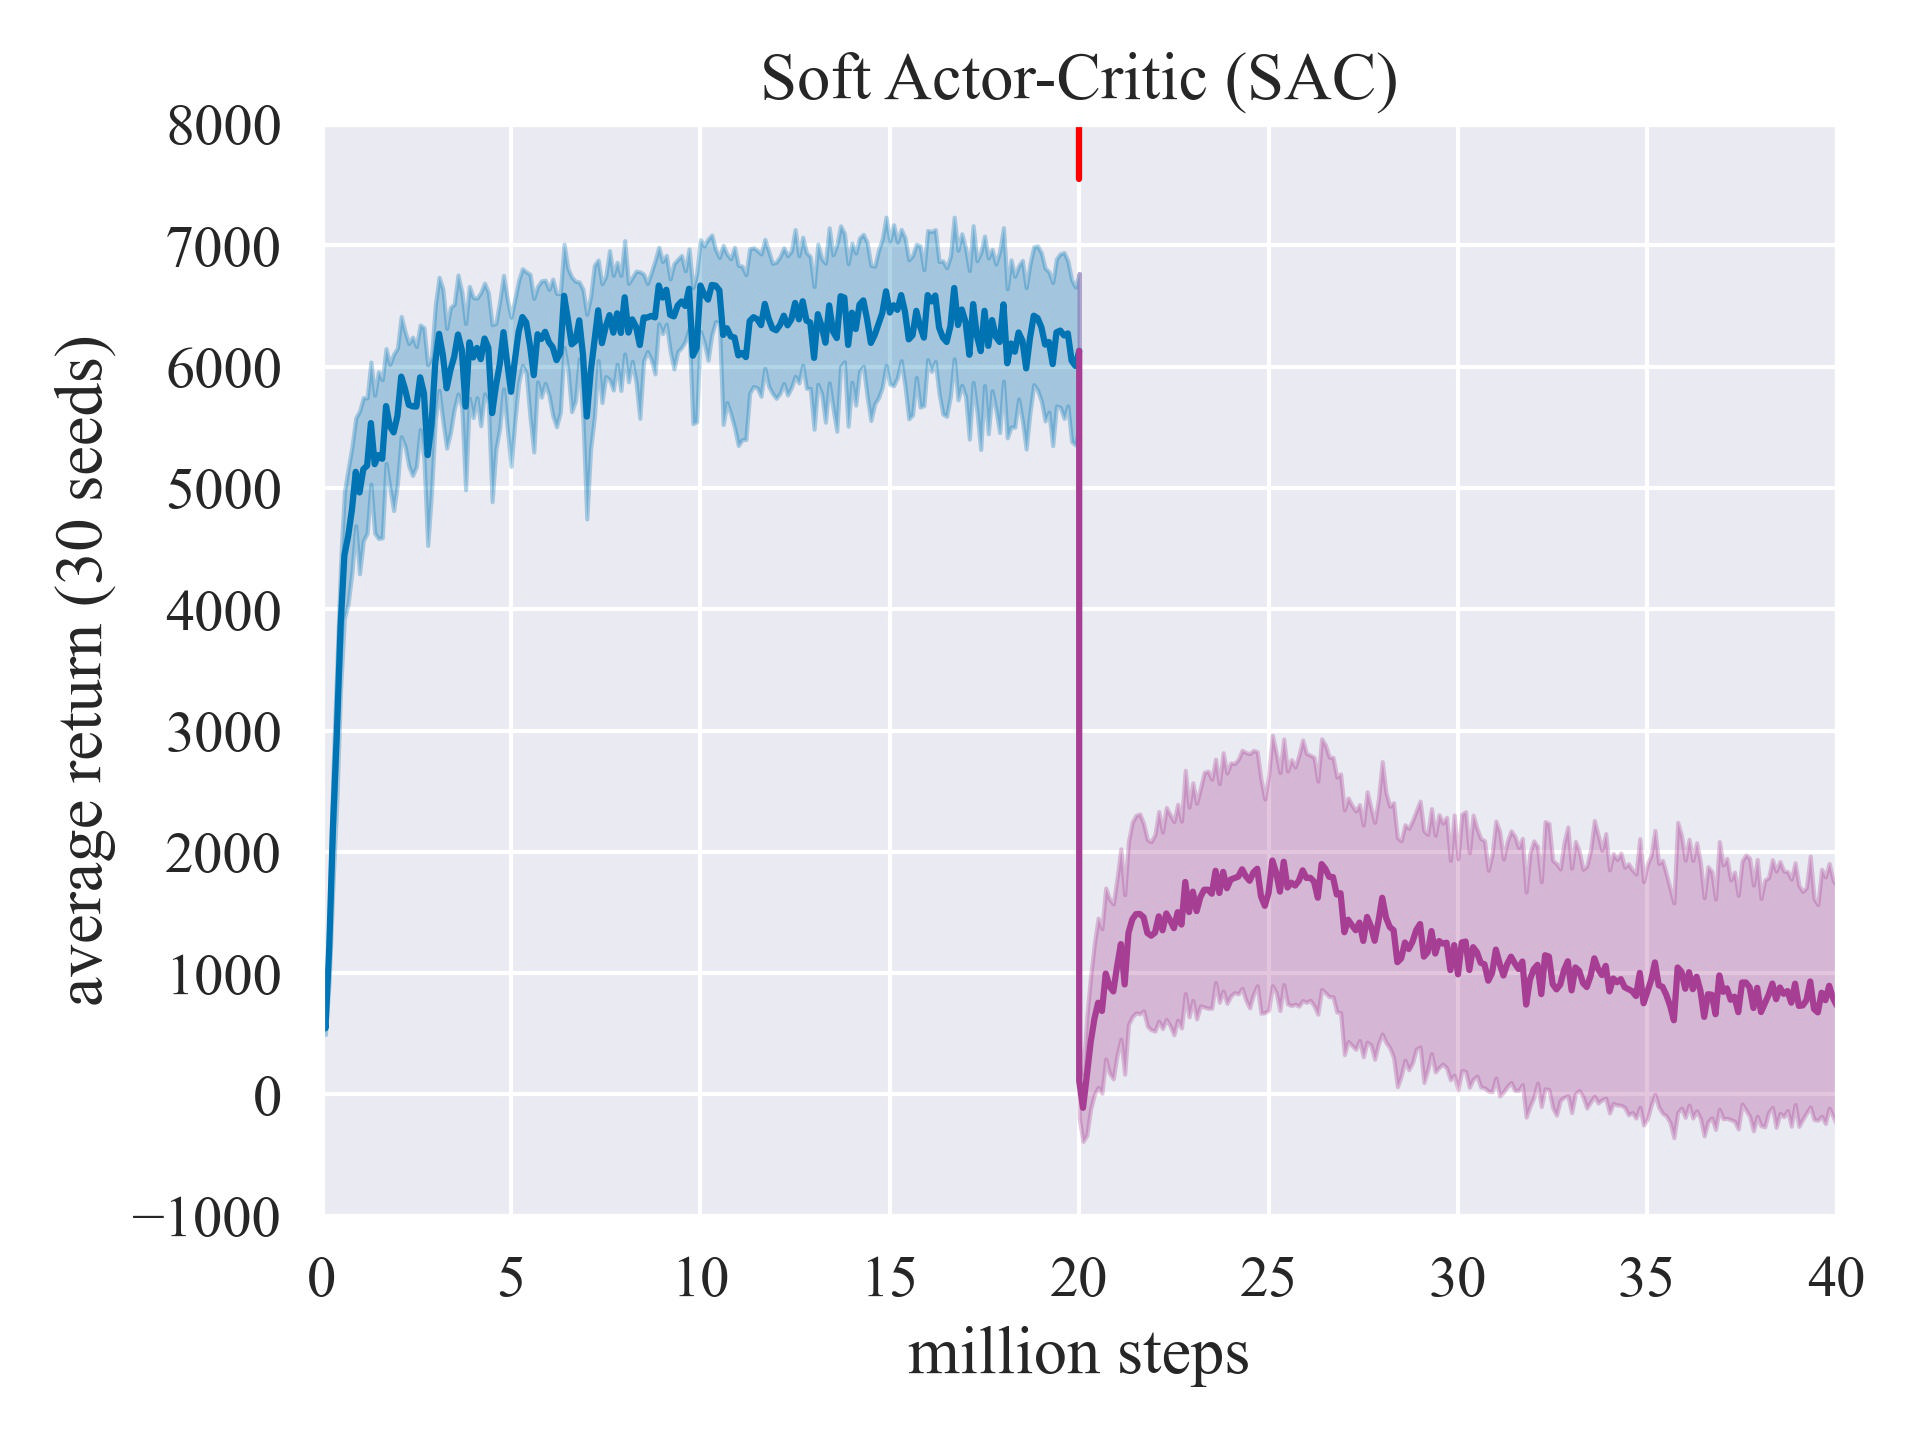 Soft Actor-Critic (SAC)
8000
7000
6000
5000
4000
3000
2000
1000
0
−1000
average return (30 seeds)
0 5 10 15 20 25 30 35 40
million steps